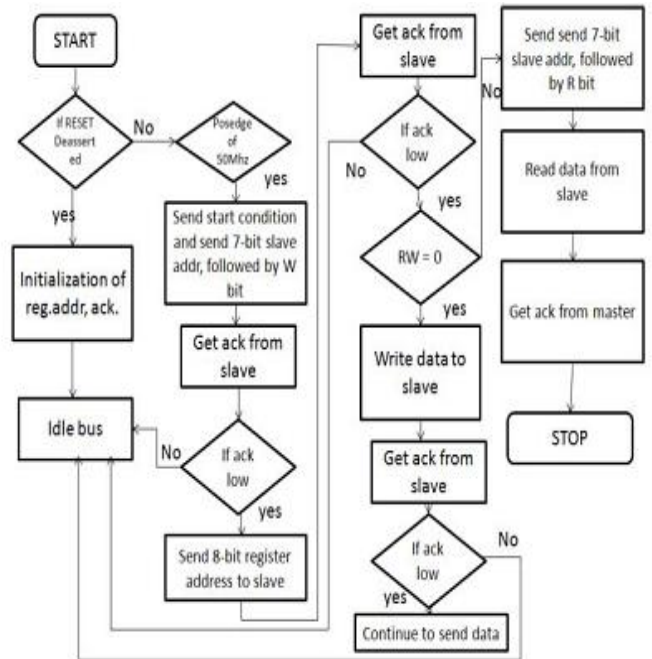 START
If RESET
Deassert
ed
No
Posedge
of
50Mhz
yes
yes
Initialization of
reg.addr, ack.
Send start condition
and send 7-bit slave
addr, followed by W
bit
Get ack from
slave
Idle bus
No
If ack
low
yes
Send 8-bit register
address to slave
Get ack from
slave
If ack
low
No
yes
RW = 0
No
yes
Write data to
slave
Get ack from
slave
If ack
low
No
yes
Continue to send data
Send send 7-bit
slave addr, followed
by R bit
Read data from
slave
Get ack from master
STOP